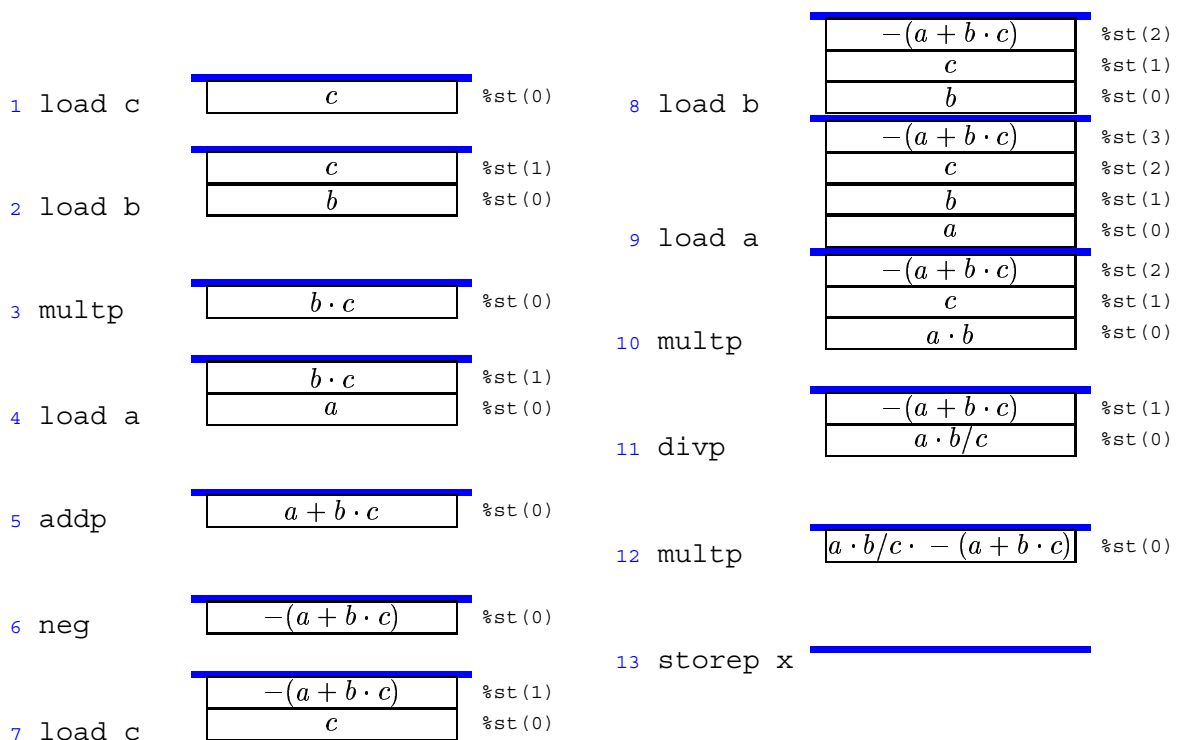 1 load c
c %st(0)
2 load b
c %st(1)
b %st(0)
3 multp
b · c %st(0)
4 load a
b · c %st(1)
a %st(0)
5 addp
a + b · c %st(0)
6 neg
−(a + b · c) %st(0)
7 load c
−(a + b · c) %st(1)
c %st(0)
8 load b
−(a + b · c) %st(2)
c %st(1)
b %st(0)
9 load a
−(a + b · c) %st(3)
c %st(2)
b %st(1)
a %st(0)
10 multp
−(a + b · c) %st(2)
c %st(1)
a · b %st(0)
11 divp
−(a + b · c) %st(1)
a · b/c %st(0)
12 multp
a · b/c · − (a + b · c) %st(0)
13 storep x